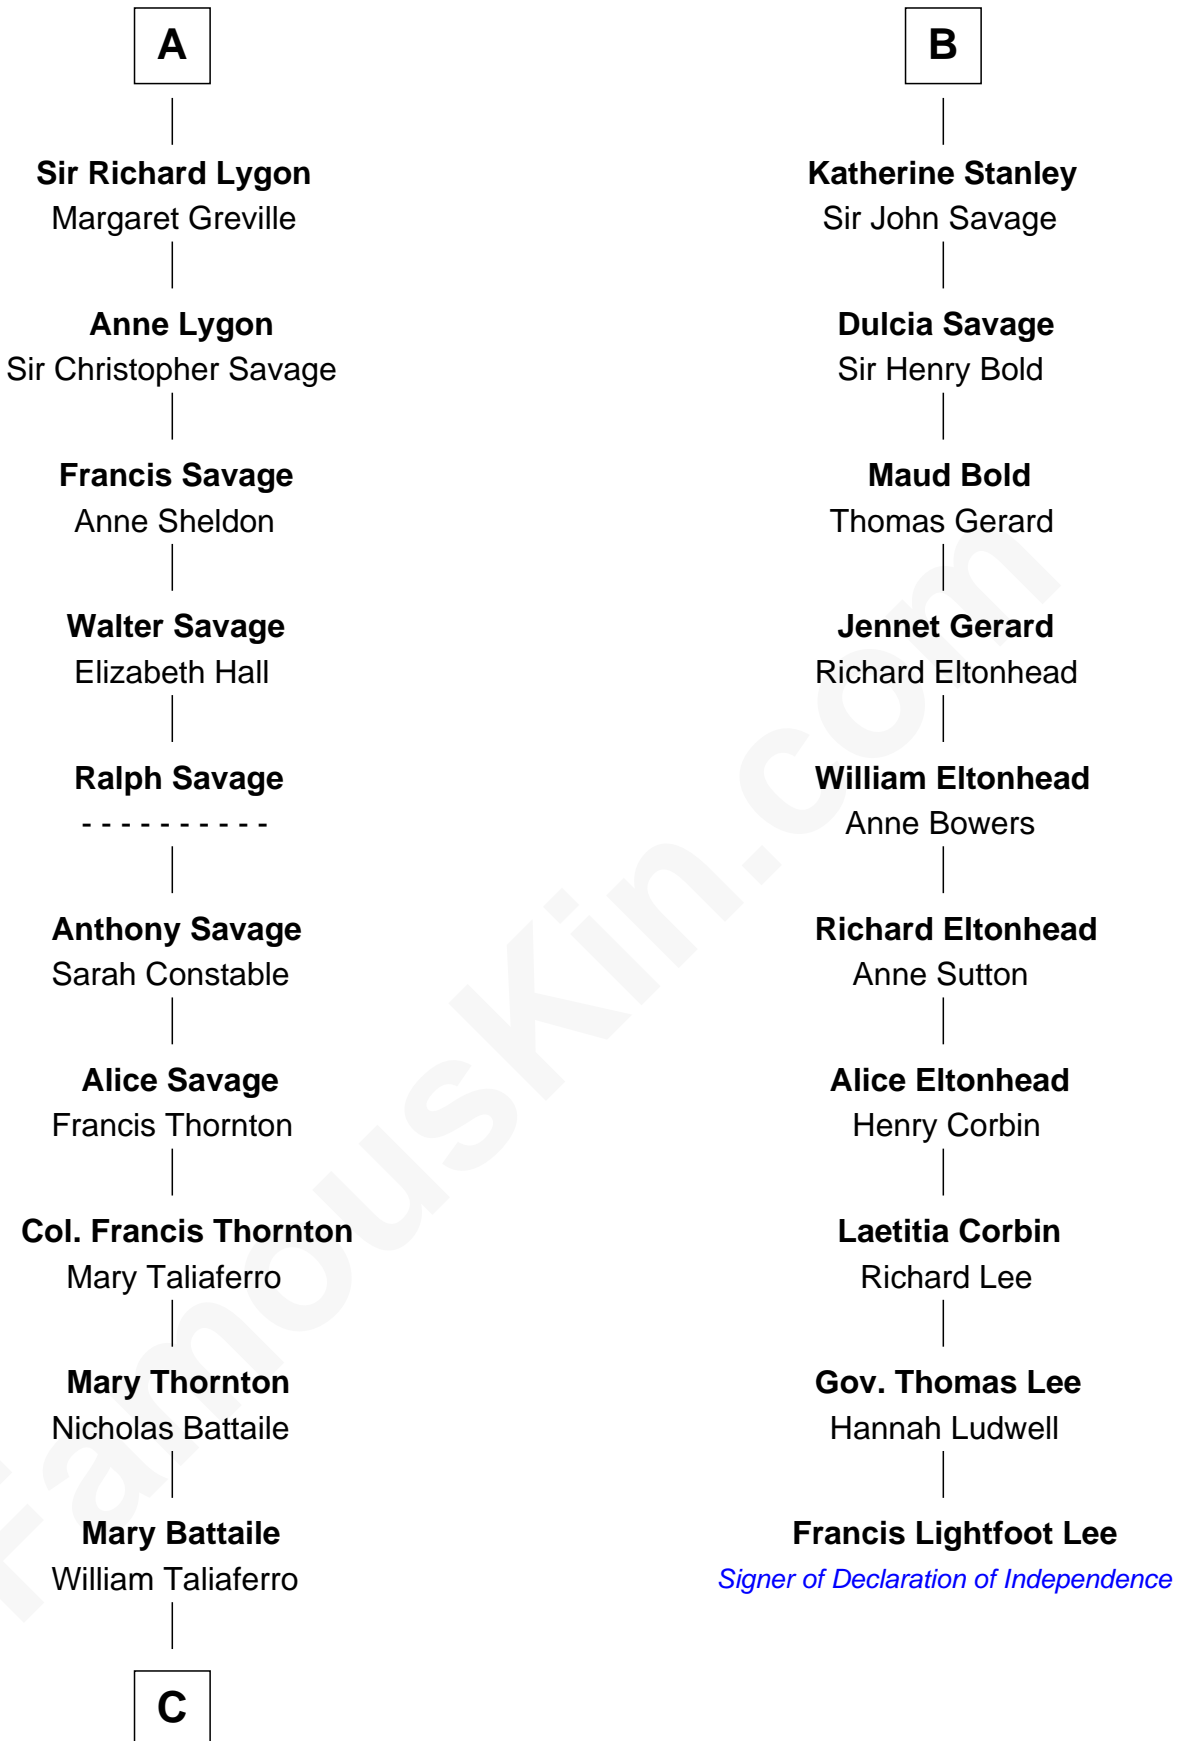 A
Sir Richard Lygon
Margaret Greville
Anne Lygon
Sir Christopher Savage
Francis Savage
Anne Sheldon
Walter Savage
Elizabeth Hall
Ralph Savage
- - - - - - - - - -
Anthony Savage
Sarah Constable
Alice Savage
Francis Thornton
Col. Francis Thornton
Mary Taliaferro
Mary Thornton
Nicholas Battaile
Mary Battaile
William Taliaferro
C
B
Katherine Stanley
Sir John Savage
Dulcia Savage
Sir Henry Bold
Maud Bold
Thomas Gerard
Jennet Gerard
Richard Eltonhead
William Eltonhead
Anne Bowers
Richard Eltonhead
Anne Sutton
Alice Eltonhead
Henry Corbin
Laetitia Corbin
Richard Lee
Gov. Thomas Lee
Hannah Ludwell
Francis Lightfoot Lee
Signer of Declaration of Independence
FamousKin.com